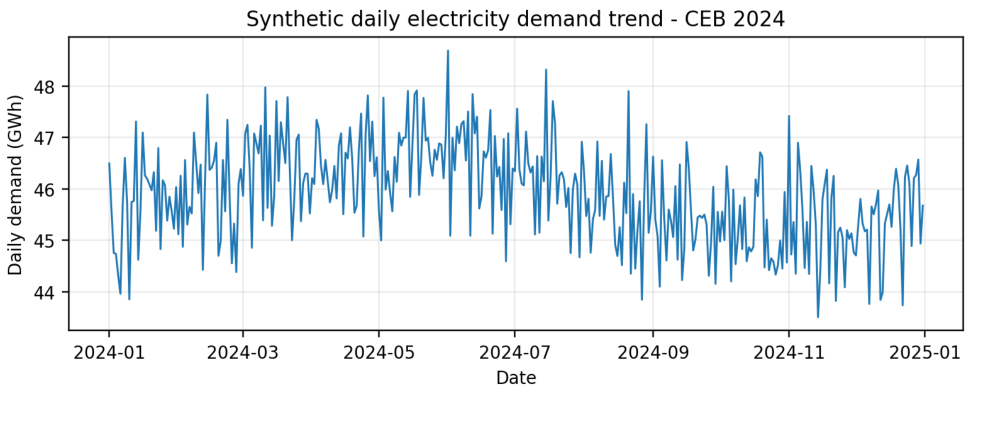 Synthetic daily electricity demand trend - CEB 2024
Daily demand (GWh)
48
47
46
45
44
2024-01 2024-03 2024-05 2024-07 2024-09 2024-11 2025-01
Date